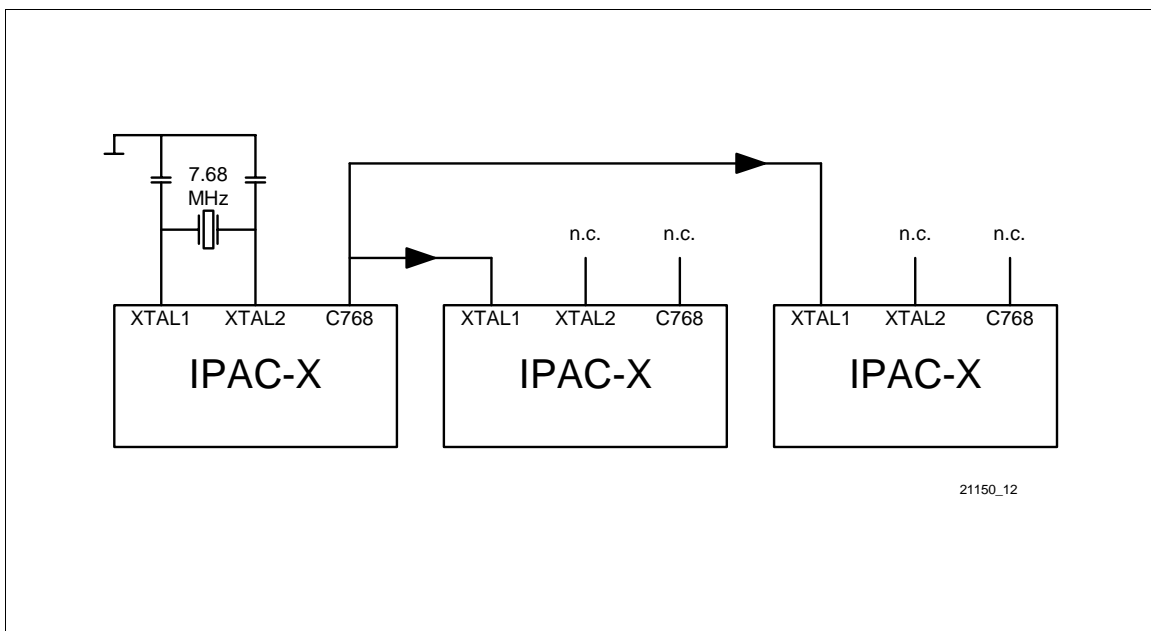 7.68
MHz
n.c. n.c. n.c. n.c.
XTAL1 XTAL2 C768 XTAL1 XTAL2 C768 XTAL1 XTAL2 C768
IPAC-X IPAC-X IPAC-X
21150_12